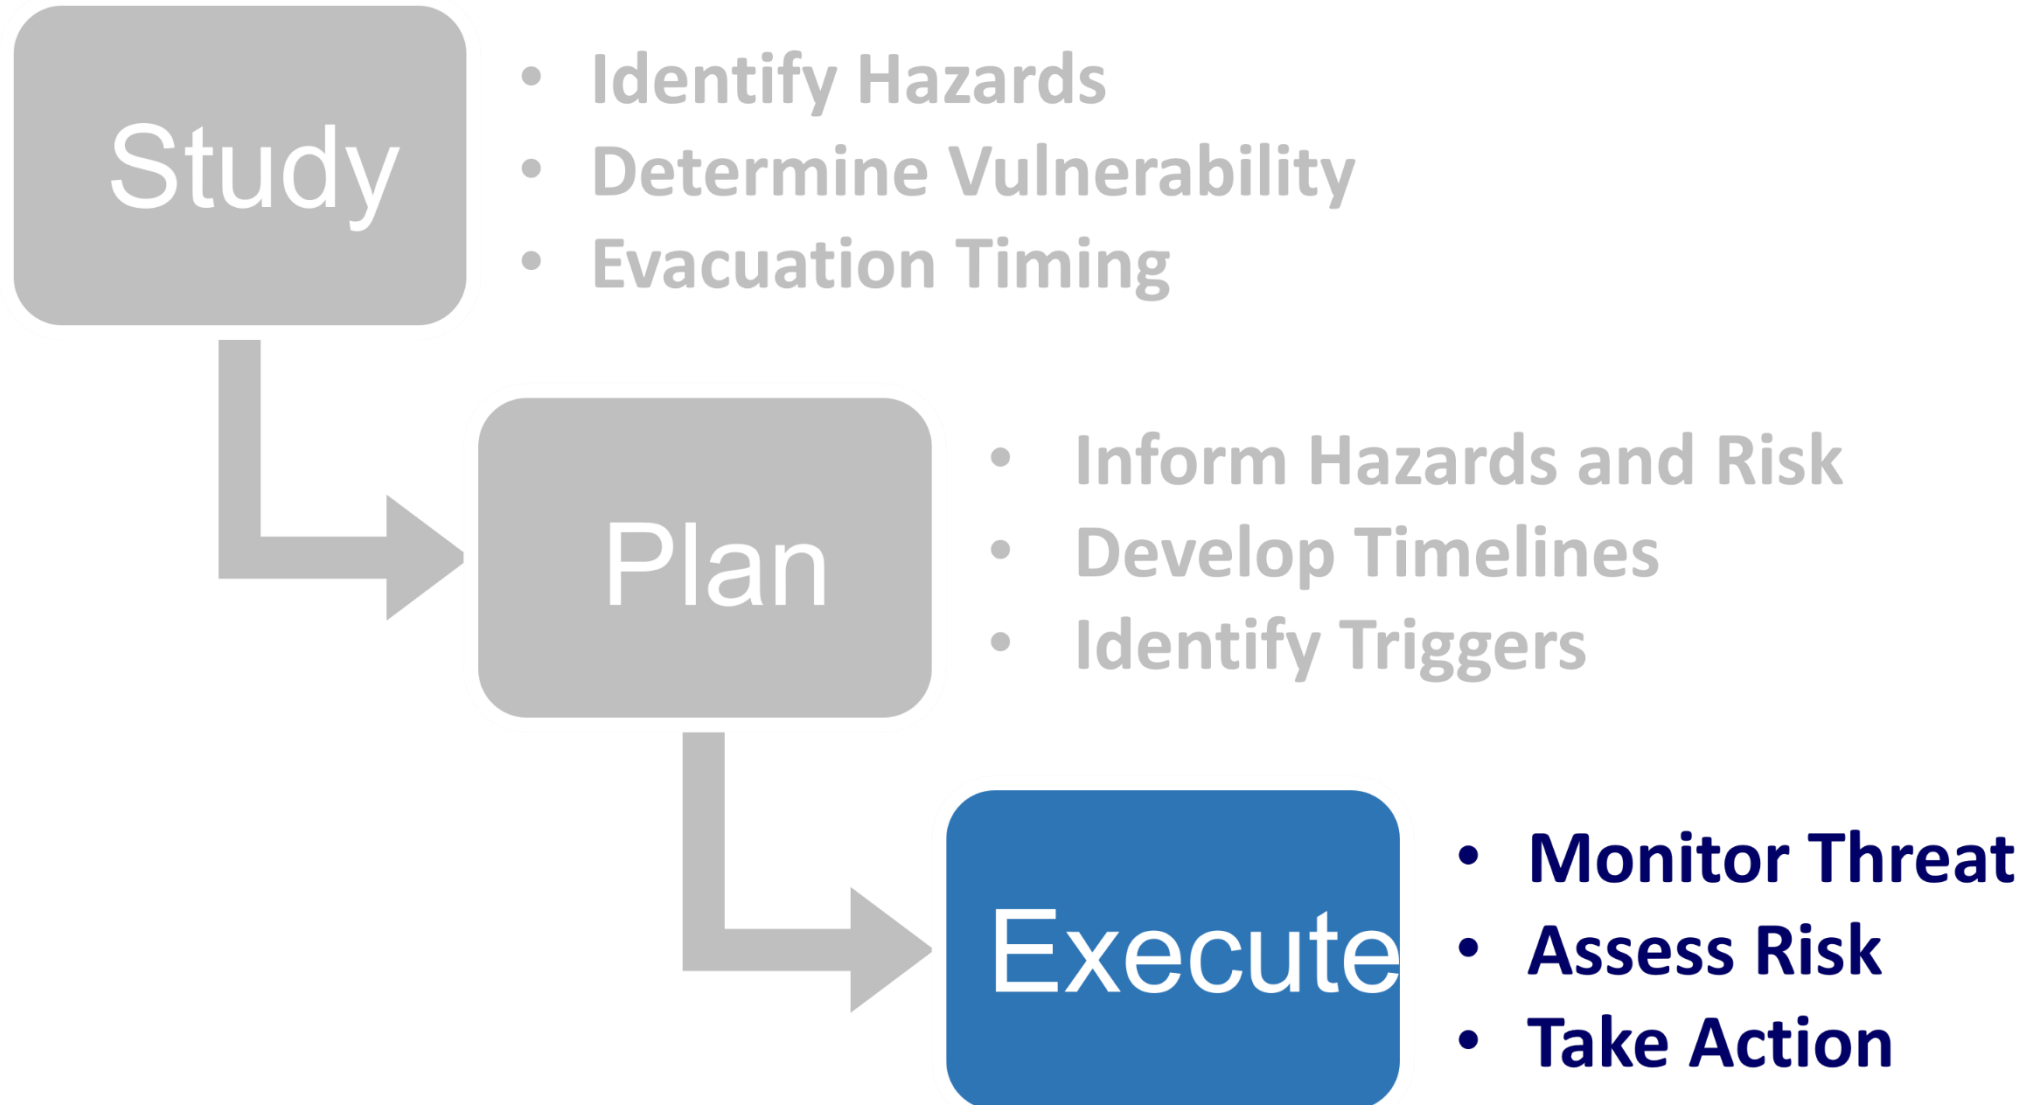 Study
• Identify Hazards
• Determine Vulnerability
• Evacuation Timing
Plan
• Inform Hazards and Risk
• Develop Timelines
• Identify Triggers
Execute
• Monitor Threat
• Assess Risk
• Take Action